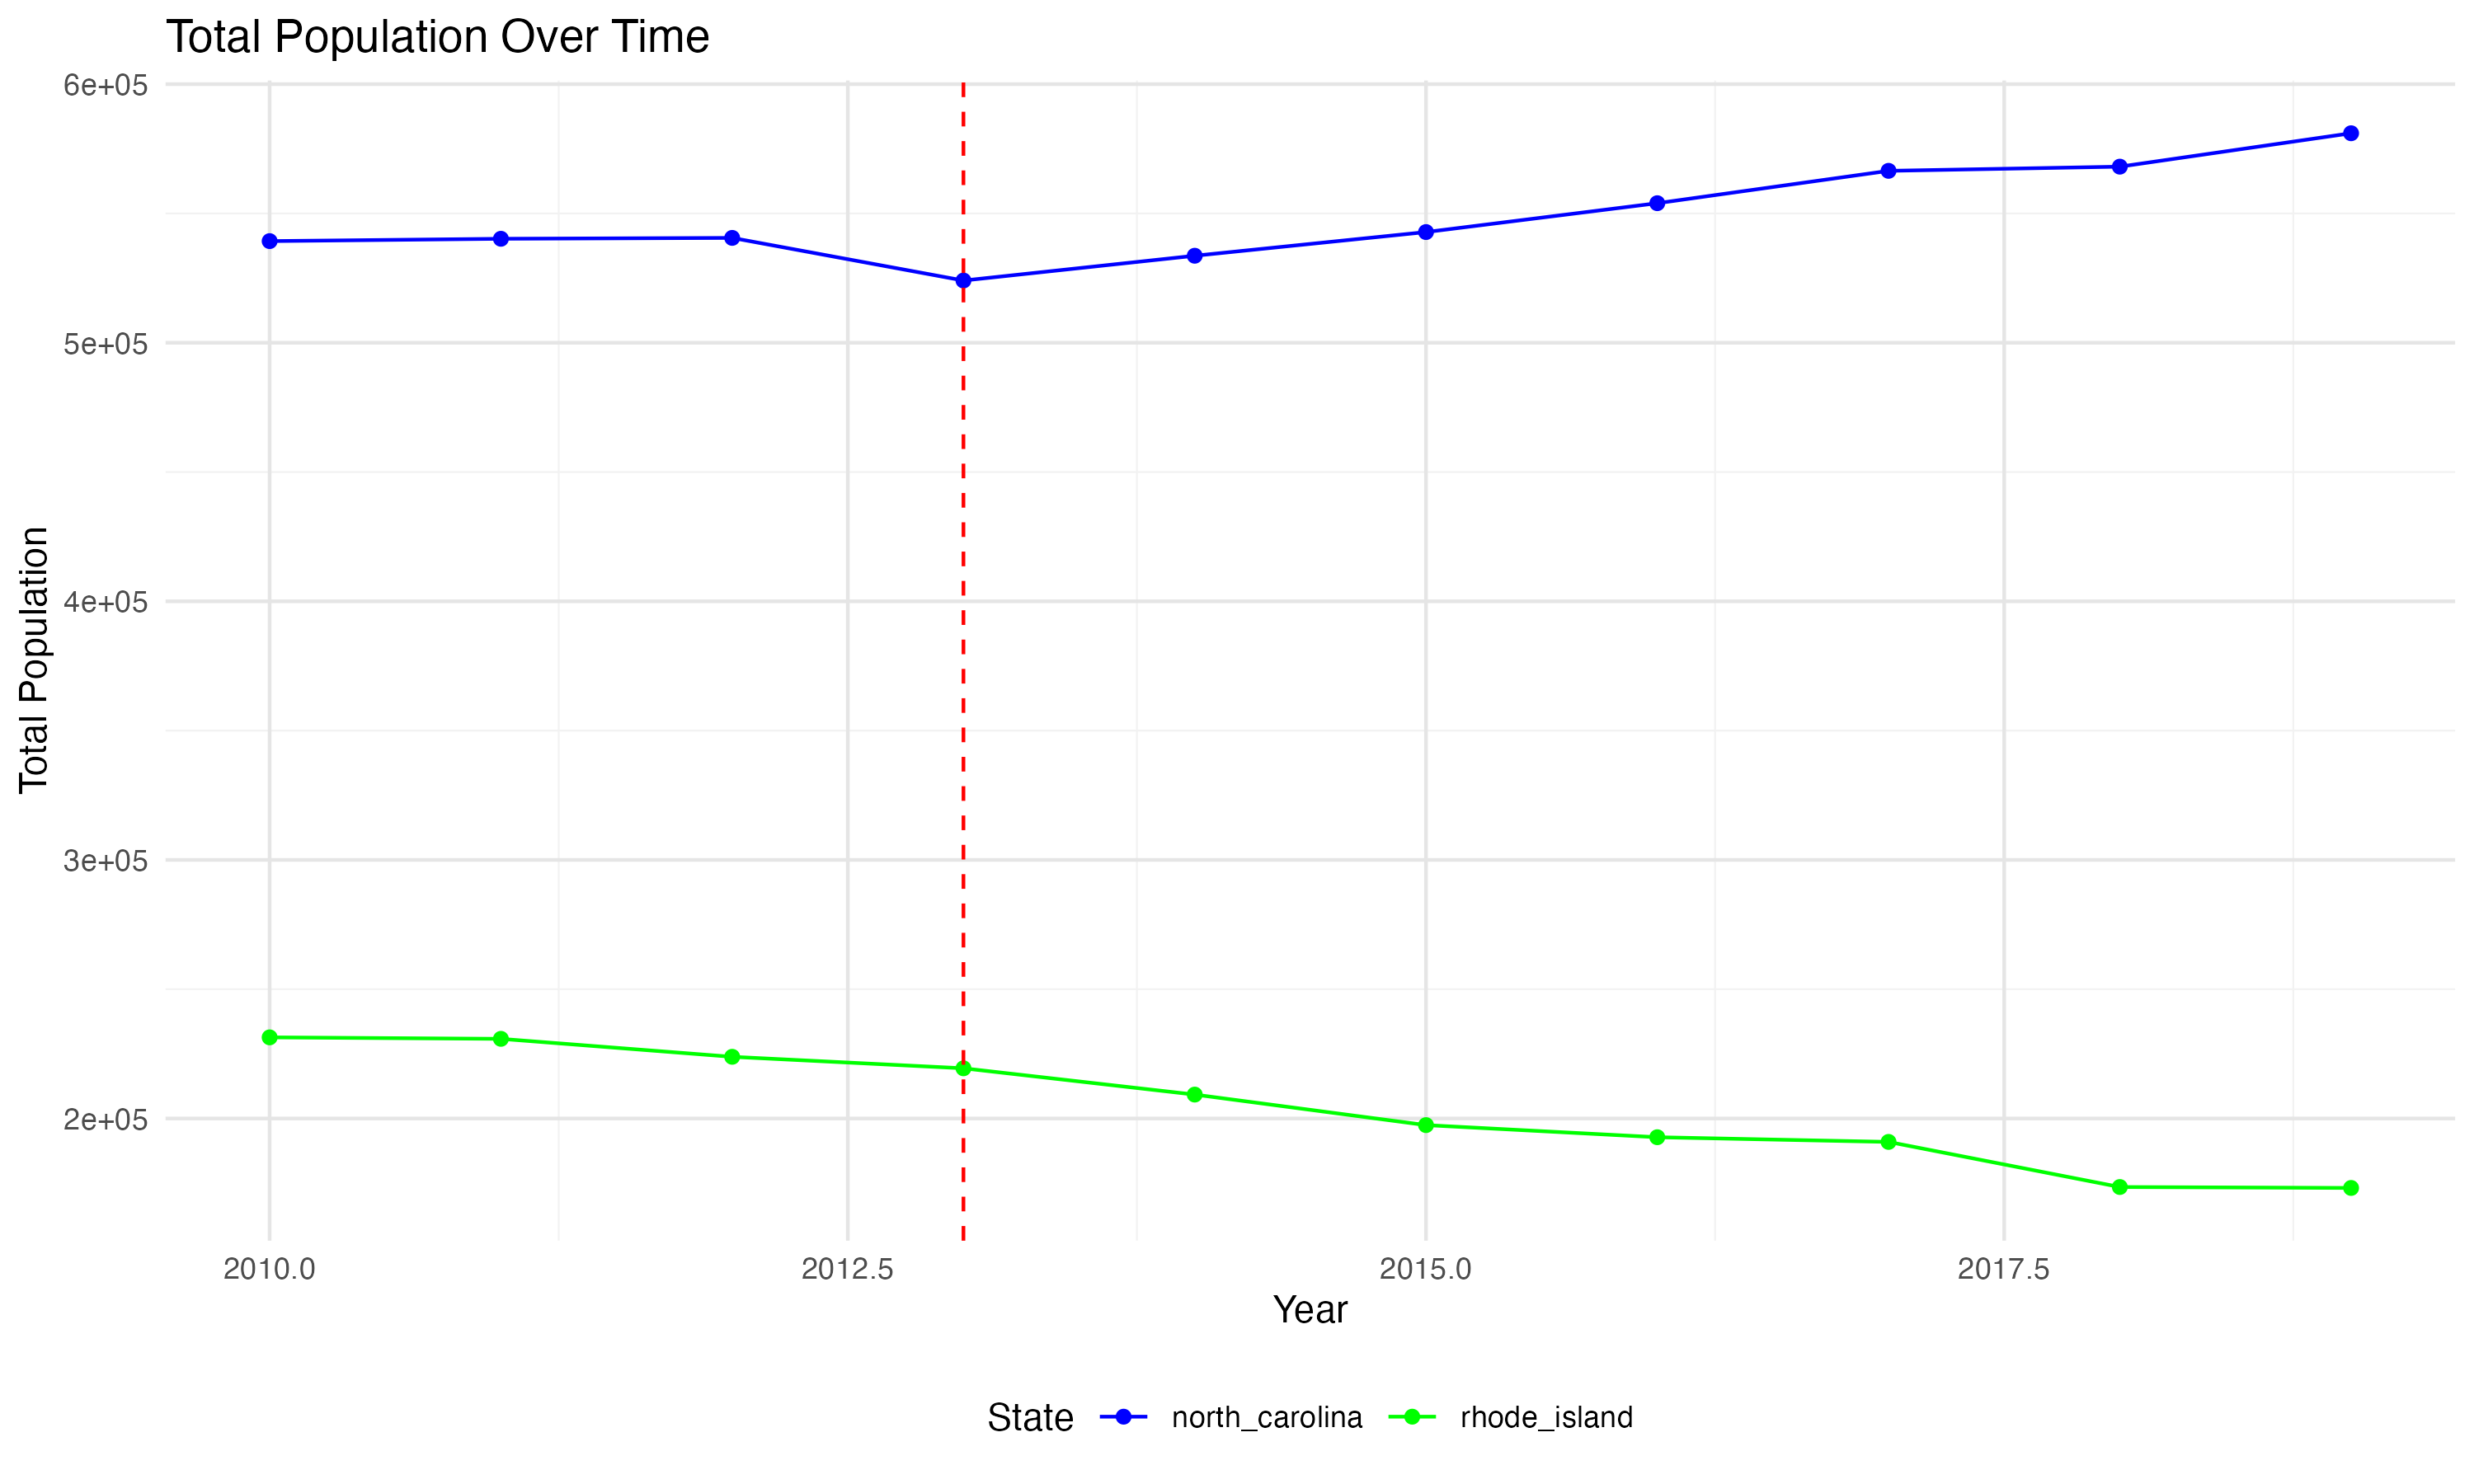 Total Population Over Time
6e+05
5e+05
4e+05
3e+05
2e+05
Total Population
2010.0 2012.5 2015.0 2017.5
Year
State north_carolina rhode_island